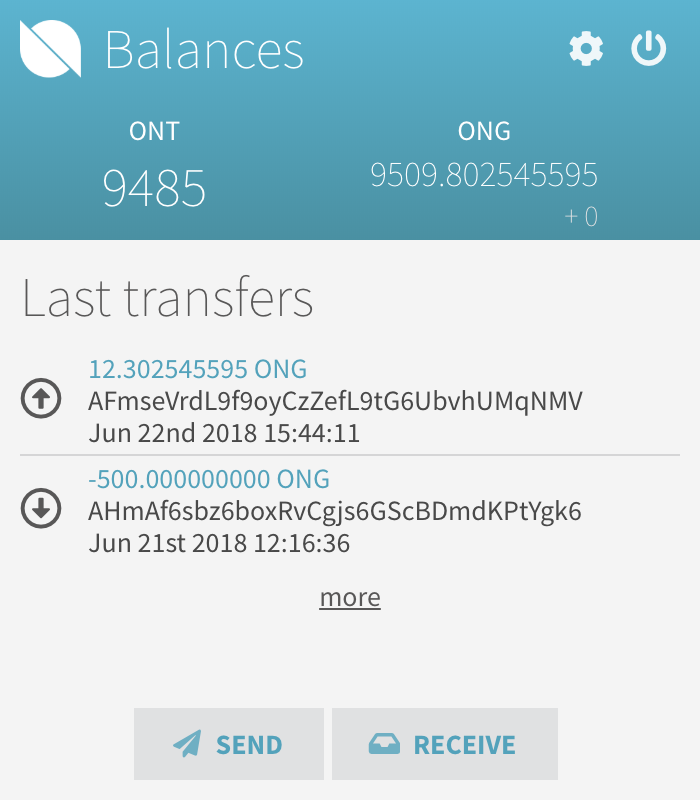 Balances
ONT
ONG
9485
9509.802545595
+ 0
Last transfers
12.302545595 ONG
AFmseVrdL9f9oyCzZefL9tG6UbvhUMqNMV
Jun 22nd 2018 15:44:11
-500.000000000 ONG
AHmAf6sbz6boxRvCgjs6GScBDmdKPtYgk6
Jun 21st 2018 12:16:36
more
SEND
RECEIVE